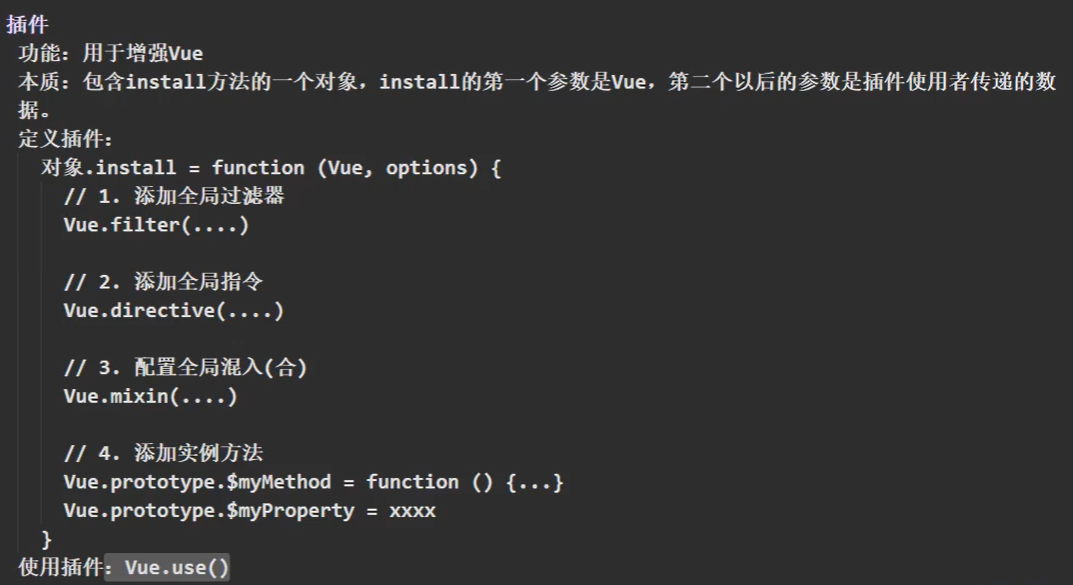 插件
功能：用于增强Vue
本质：包含install方法的一个对象，install的第一个参数是Vue，第二个以后的参数是插件使用者传递的数
据。
定义插件：
对象.install = function (Vue, options) {
// 1. 添加全局过滤器
Vue.filter(....)
// 2. 添加全局指令
Vue.directive(....)
// 3. 配置全局混入(合)
Vue.mixin(....)
// 4. 添加实例方法
Vue.prototype.$myMethod = function () {...}
Vue.prototype.$myProperty = xxxx
}
使用插件：Vue.use()